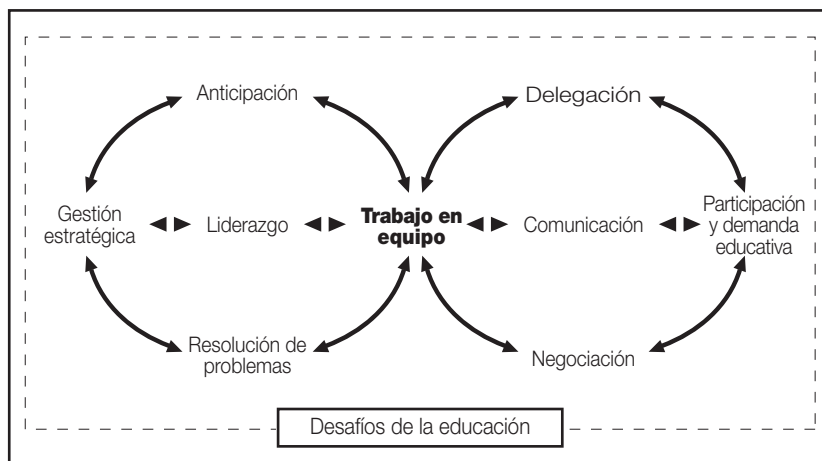 Anticipación
Delegación
Gestión
estratégica
Liderazgo
Trabajo en
equipo
Comunicación
Participación
y demanda
educativa
Resolución de
problemas
Negociación
Desafíos de la educación